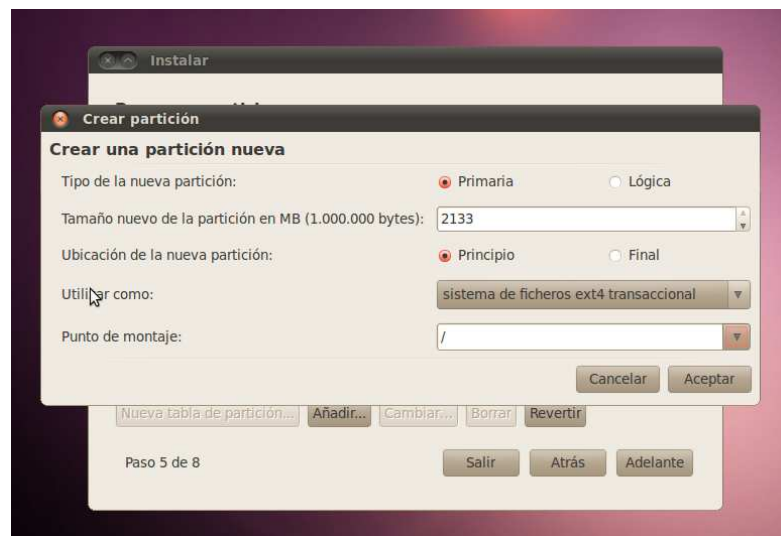 Instalar
Crear partición
Crear una partición nueva
Tipo de la nueva partición: Primaria Lógica
Tamaño nuevo de la partición en MB (1.000.000 bytes): 2133
Ubicación de la nueva partición: Principio Final
Utilizar como: sistema de ficheros ext4 transaccional
Punto de montaje: /
Cancelar Aceptar
Nueva tabla de partición... Añadir... Cambiar... Borrar Revertir
Paso 5 de 8 Salir Atrás Adelante